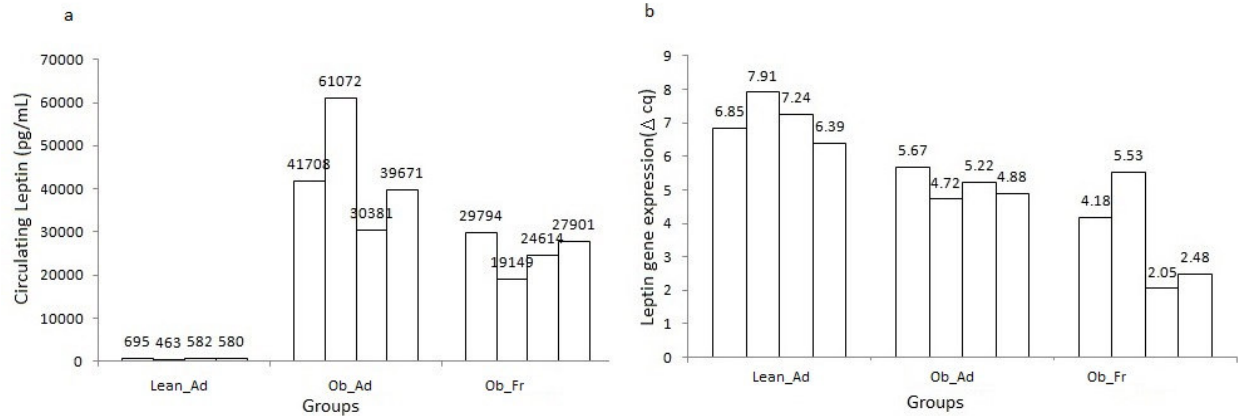 a
Circulating Leptin (pg/mL)
70000
60000
50000
40000
30000
20000
10000
0
695 463 582 580
41708 61072 30381 39671
29794 19149 24614 27901
Lean_Ad Ob_Ad Ob_Fr
Groups
b
Leptin gene expression(△ cq)
9
8
7
6
5
4
3
2
1
0
6.85 7.91 7.24 6.39
5.67 4.72 5.22 4.88
4.18 5.53 2.05 2.48
Lean_Ad Ob_Ad Ob_Fr
Groups